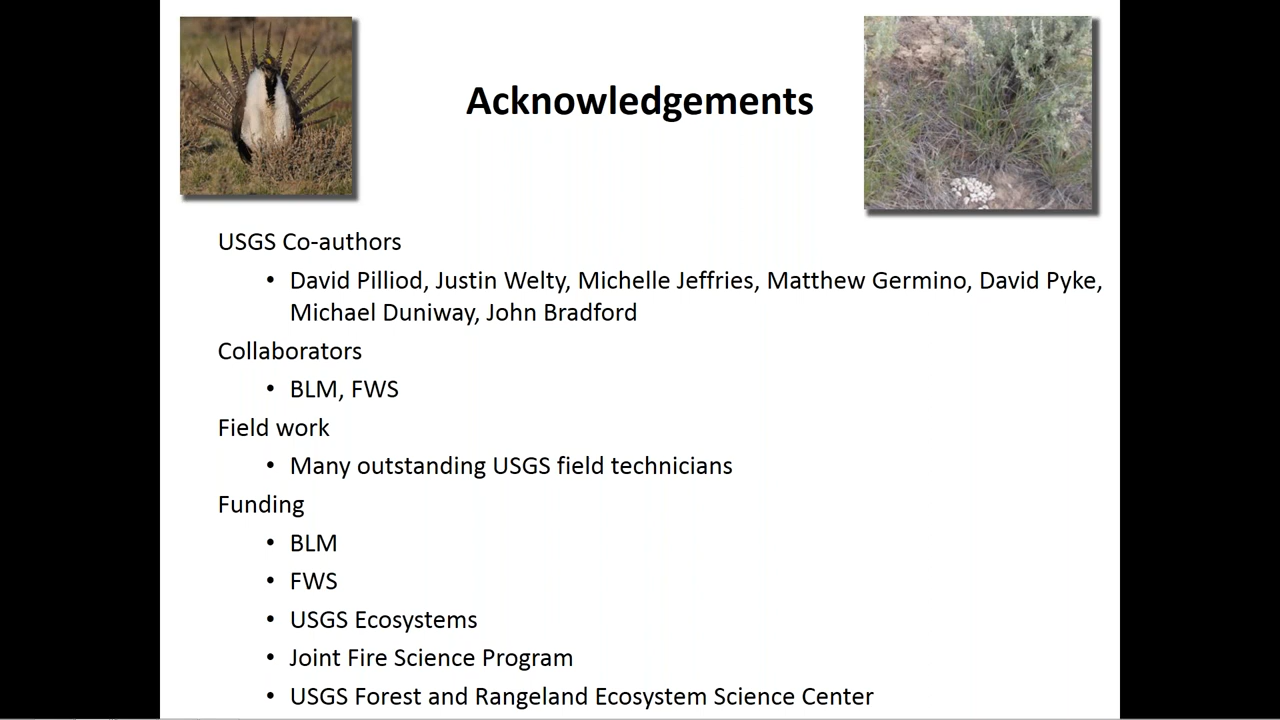 Acknowledgements
USGS Co-authors
• David Pilliod, Justin Welty, Michelle Jeffries, Matthew Germino, David Pyke,
Michael Duniway, John Bradford
Collaborators
• BLM, FWS
Field work
• Many outstanding USGS field technicians
Funding
• BLM
• FWS
• USGS Ecosystems
• Joint Fire Science Program
• USGS Forest and Rangeland Ecosystem Science Center